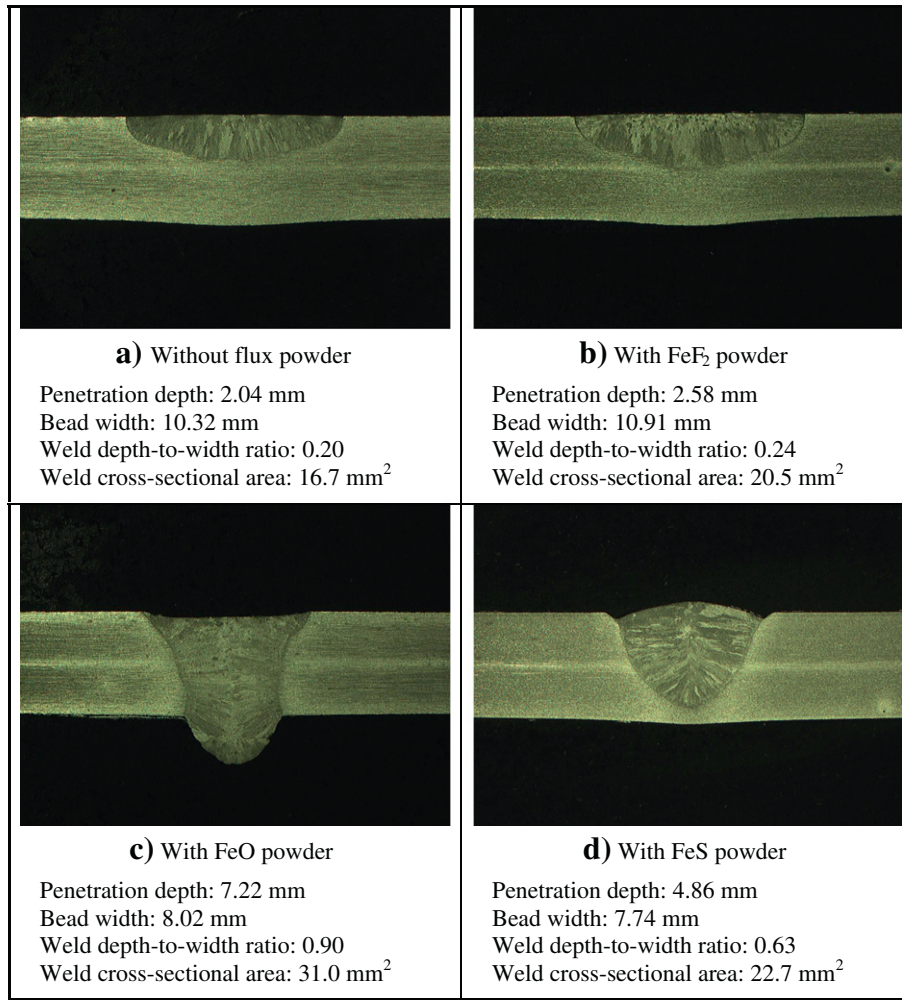 a) Without flux powder
Penetration depth: 2.04 mm
Bead width: 10.32 mm
Weld depth-to-width ratio: 0.20
Weld cross-sectional area: 16.7 mm²
b) With FeF₂ powder
Penetration depth: 2.58 mm
Bead width: 10.91 mm
Weld depth-to-width ratio: 0.24
Weld cross-sectional area: 20.5 mm²
c) With FeO powder
Penetration depth: 7.22 mm
Bead width: 8.02 mm
Weld depth-to-width ratio: 0.90
Weld cross-sectional area: 31.0 mm²
d) With FeS powder
Penetration depth: 4.86 mm
Bead width: 7.74 mm
Weld depth-to-width ratio: 0.63
Weld cross-sectional area: 22.7 mm²